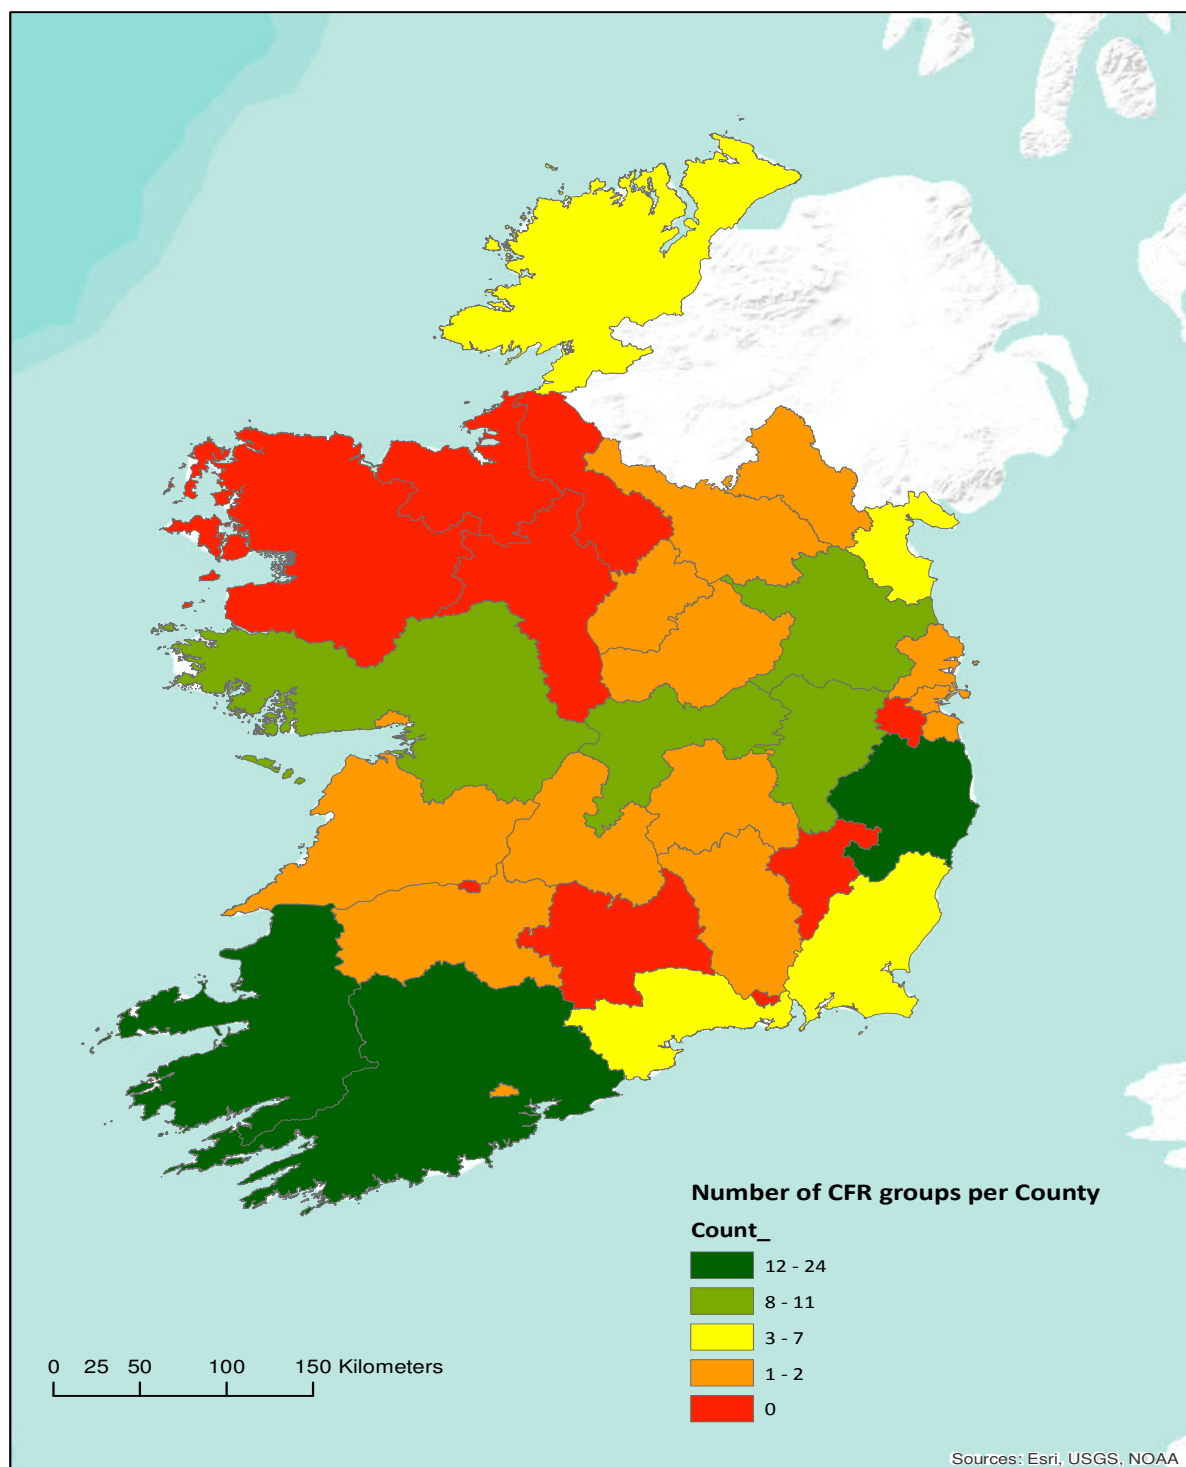 Number of CFR groups per County
Count_
12 - 24
8 - 11
3 - 7
1 - 2
0
0 25 50 100 150 Kilometers
Sources: Esri, USGS, NOAA